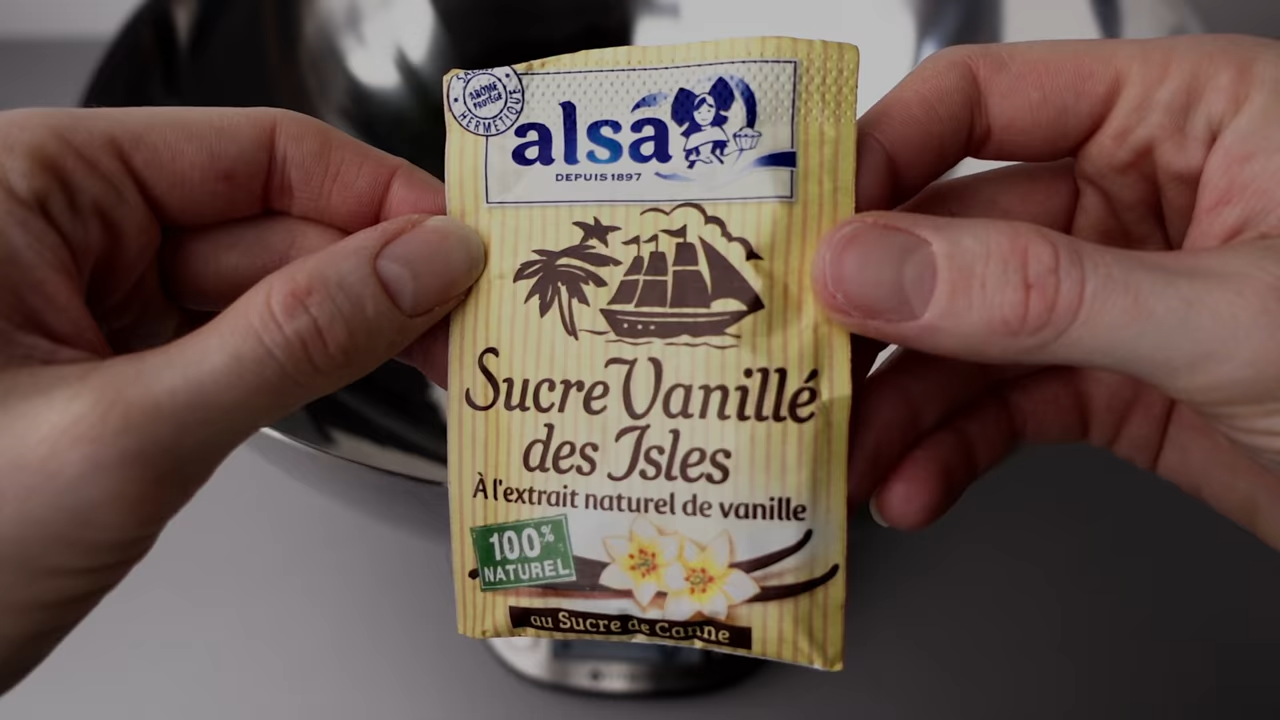 SACHET
ARÔME
PROTÉGÉ
HERMÉTIQUE
alsa
DEPUIS 1897
Sucre Vanillé
des Isles
À l'extrait naturel de vanille
100%
NATUREL
au Sucre de Canne